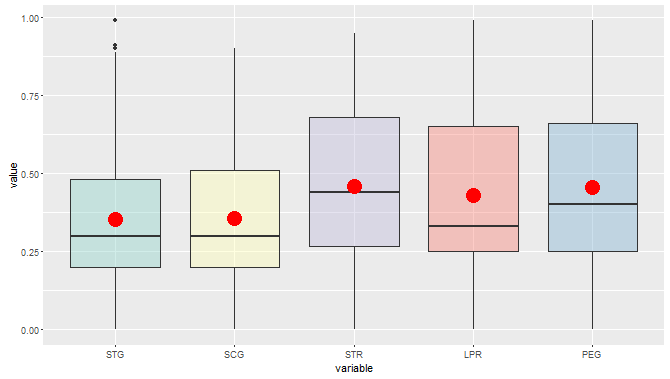 1.00
0.75
0.50
0.25
0.00
value
STG SCG STR LPR PEG
variable